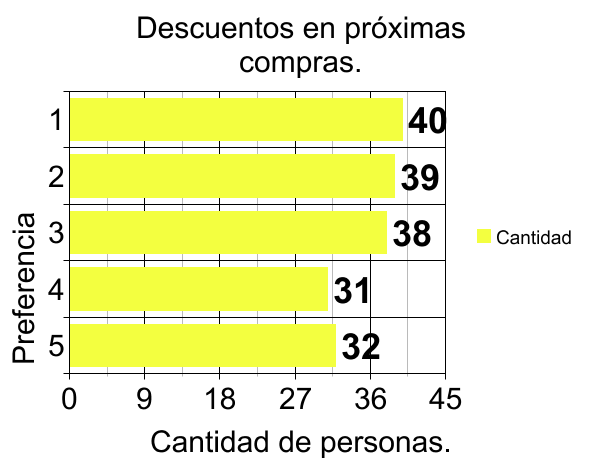 Descuentos en próximas
compras.
1
40
2
39
3
38
4
31
5
32
Preferencia
Cantidad
0 9 18 27 36 45
Cantidad de personas.